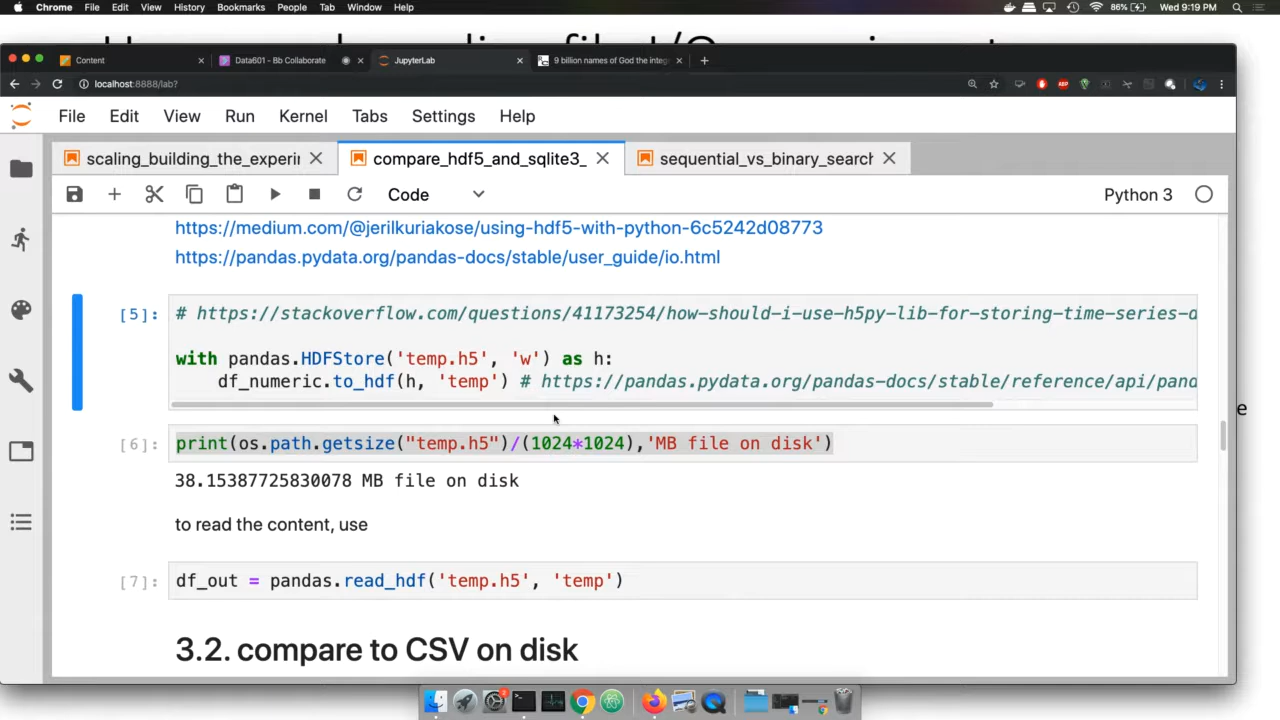 Chrome File Edit View History Bookmarks People Tab Window Help 86% Wed 9:19 PM
Content Data601 - Bb Collaborate JupyterLab 9 billion names of God the inte
localhost:8888/lab?
File Edit View Run Kernel Tabs Settings Help
scaling_building_the_experi compare_hdf5_and_sqlite3_ sequential_vs_binary_search
Code Python 3
https://medium.com/@jerilkuriakose/using-hdf5-with-python-6c5242d08773
https://pandas.pydata.org/pandas-docs/stable/user_guide/io.html
[5]: # https://stackoverflow.com/questions/41173254/how-should-i-use-h5py-lib-for-storing-time-series-d
with pandas.HDFStore('temp.h5', 'w') as h:
df_numeric.to_hdf(h, 'temp') # https://pandas.pydata.org/pandas-docs/stable/reference/api/pand
e
[6]: print(os.path.getsize("temp.h5")/(1024*1024),'MB file on disk')
38.15387725830078 MB file on disk
to read the content, use
[7]: df_out = pandas.read_hdf('temp.h5', 'temp')
3.2. compare to CSV on disk